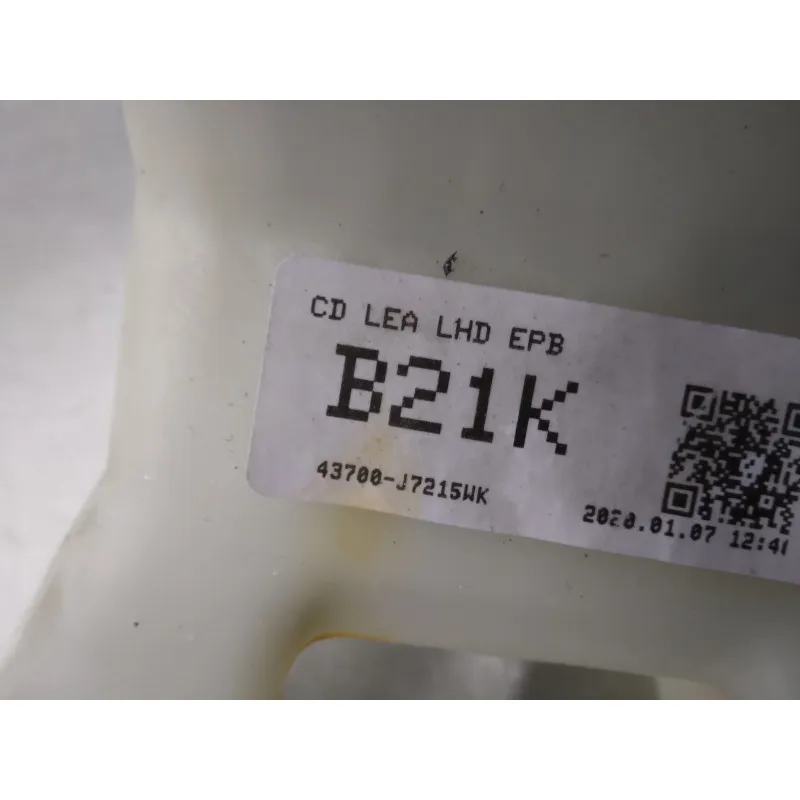 CD LEA LHD EPB
B21K
43700-J7215WK
2020.01.07 12:4